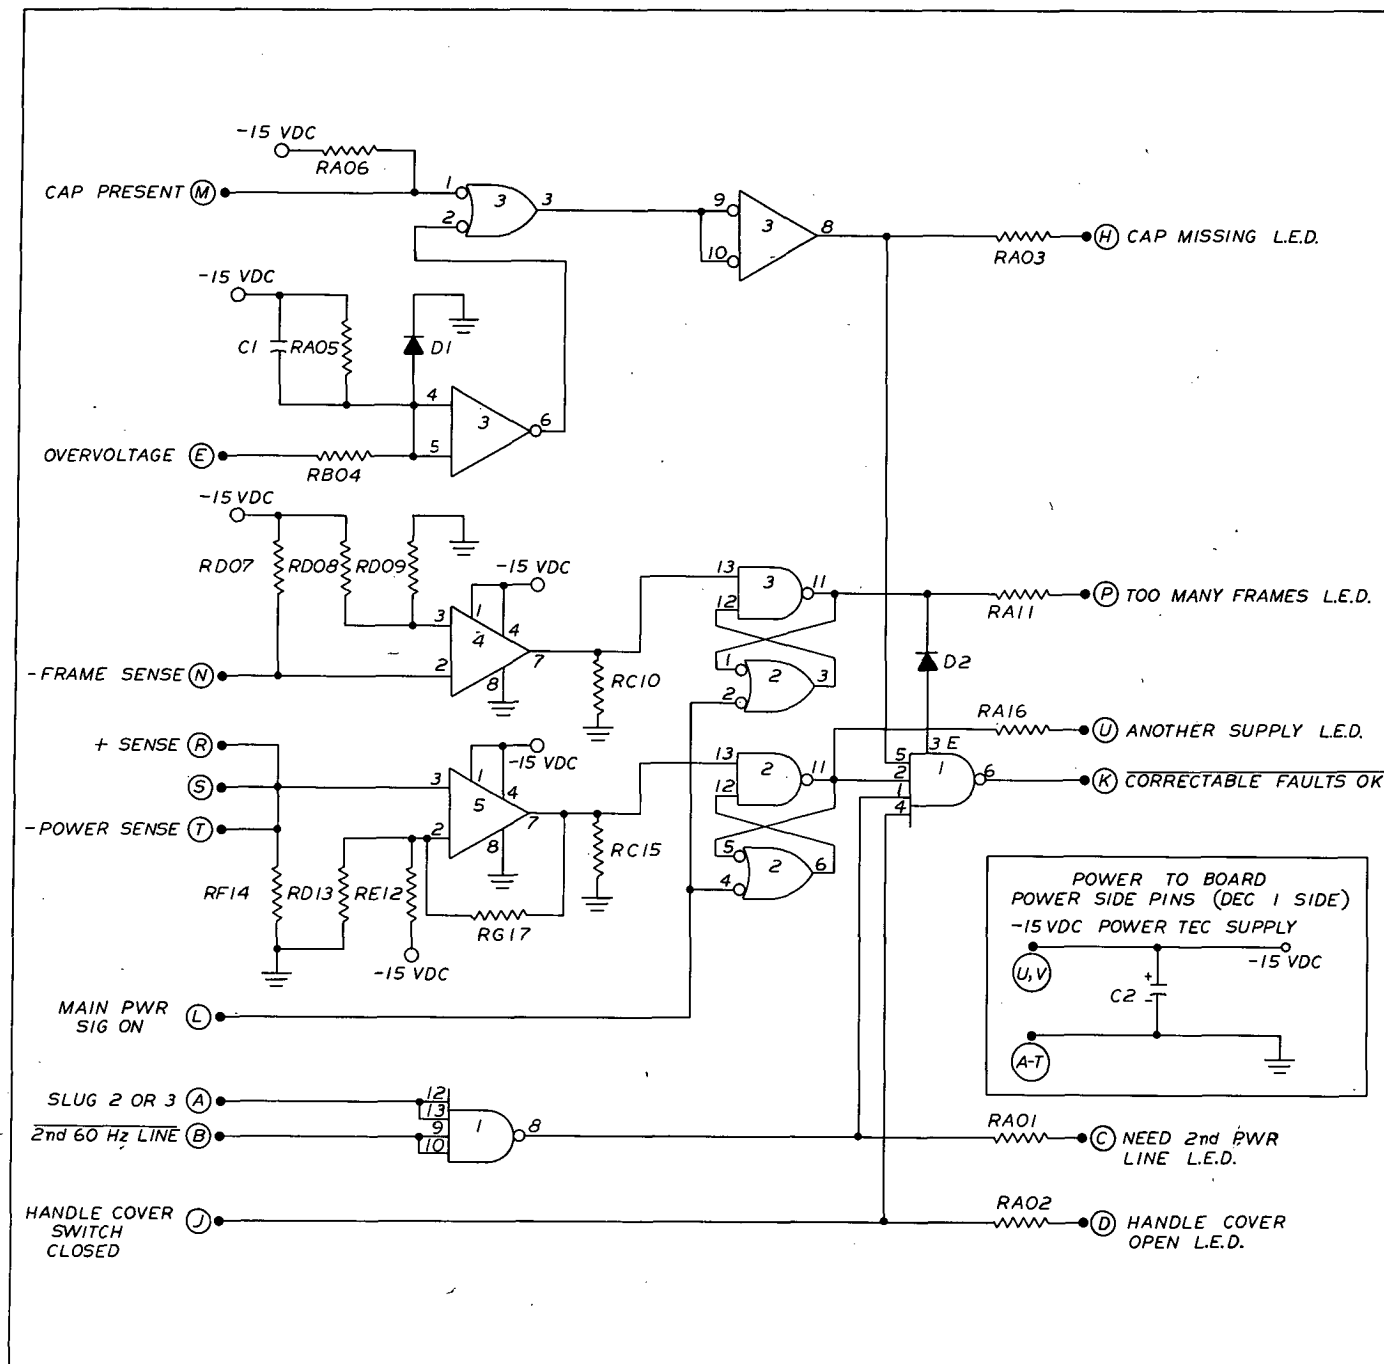 -15 VDC
RA06
CAP PRESENT M
1
2
3
3
9
10
3
8
RA03
H CAP MISSING L.E.D.
-15 VDC
C1
RA05
D1
4
5
3
6
OVERVOLTAGE E
RB04
-15 VDC
RD07
RD08
RD09
-15 VDC
3
2
1
4
4
8
7
-FRAME SENSE N
RC10
13
12
3
11
RA11
P TOO MANY FRAMES L.E.D.
1
2
2
3
D2
RA16
U ANOTHER SUPPLY L.E.D.
+ SENSE R
S
-POWER SENSE T
-15 VDC
3
2
1
5
4
8
7
13
12
2
11
5
2
1
4
3 E
1
6
K CORRECTABLE FAULTS OK
RF14
RD13
RE12
RG17
-15 VDC
RC15
5
4
2
6
POWER TO BOARD
POWER SIDE PINS (DEC 1 SIDE)
-15 VDC POWER TEC SUPPLY
-15 VDC
U,V
+
C2
-
A-T
MAIN PWR
SIG ON L
SLUG 2 OR 3 A
2nd 60 Hz LINE B
12
13
9
10
1
8
RA01
C NEED 2nd PWR
LINE L.E.D.
HANDLE COVER
SWITCH J
CLOSED
RA02
D HANDLE COVER
OPEN L.E.D.